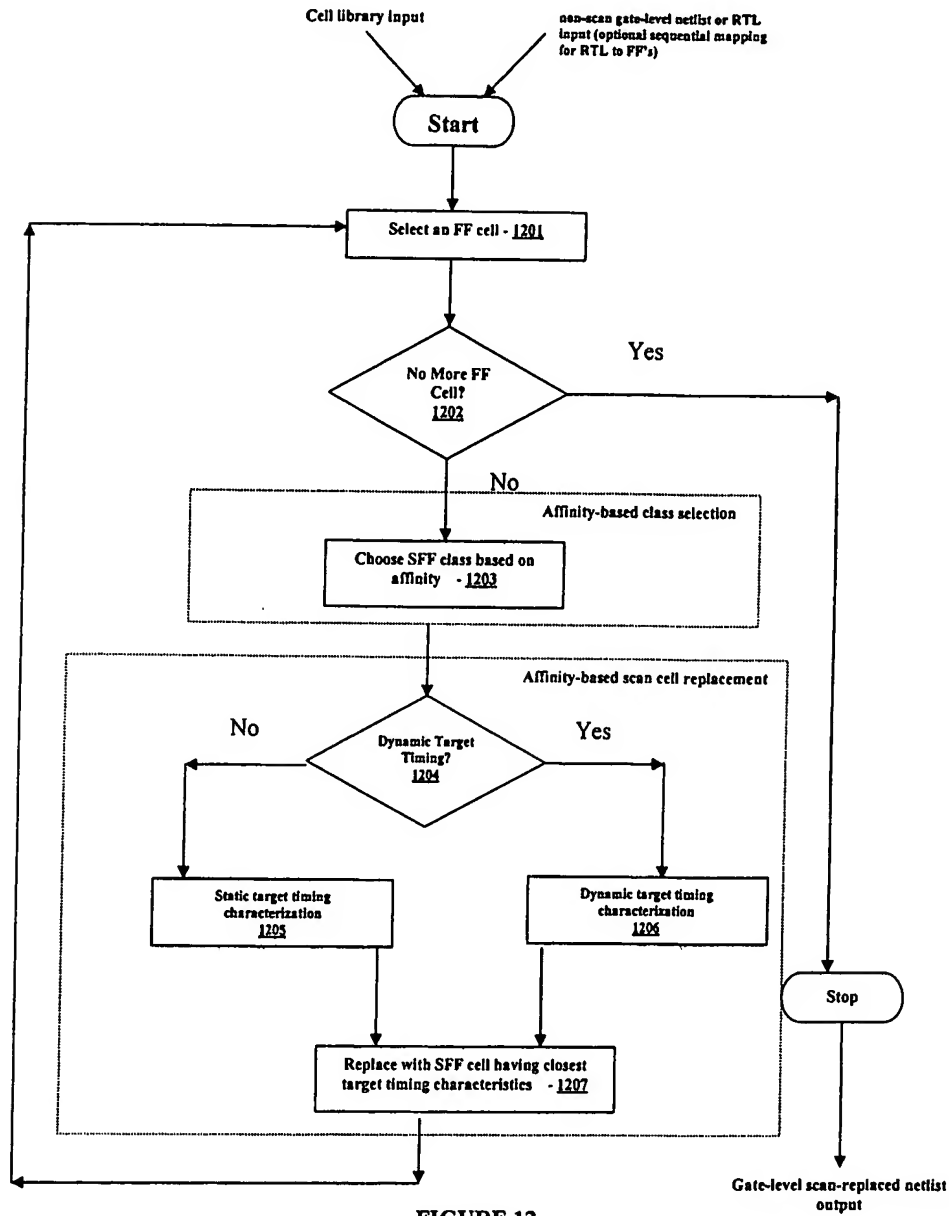 Cell library input
non-scan gate-level netlist or RTL
input (optional sequential mapping
for RTL to FF's)
Start
Select an FF cell - 1201
No More FF
Cell?
1202
Yes
No
Affinity-based class selection
Choose SFF class based on
affinity - 1203
Affinity-based scan cell replacement
No
Dynamic Target
Timing?
1204
Yes
Static target timing
characterization
1205
Dynamic target timing
characterization
1206
Stop
Replace with SFF cell having closest
target timing characteristics - 1207
Gate-level scan-replaced netlist
output
FIGURE 12